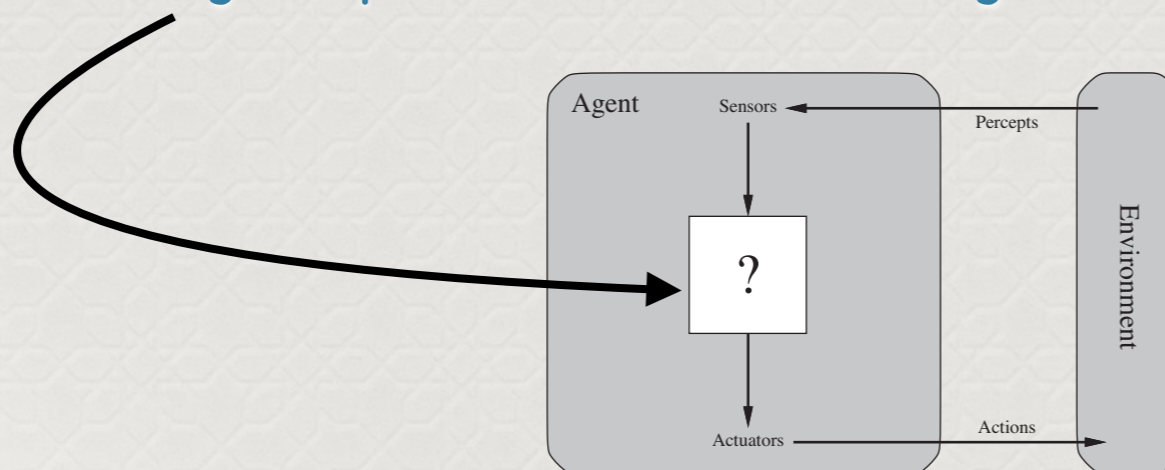 Agent
Sensors
Percepts
?
Environment
Actuators
Actions